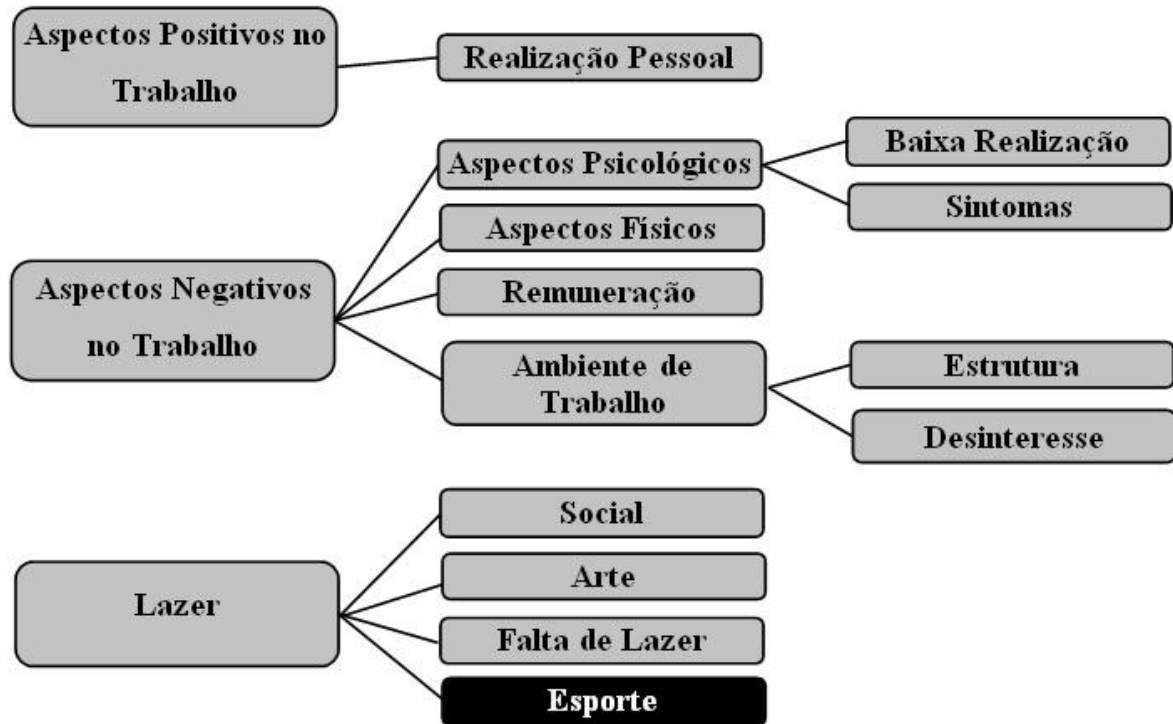 Aspectos Positivos no
Trabalho
Realização Pessoal
Aspectos Negativos
no Trabalho
Aspectos Psicológicos
Baixa Realização
Sintomas
Aspectos Físicos
Remuneração
Ambiente de
Trabalho
Estrutura
Desinteresse
Lazer
Social
Arte
Falta de Lazer
Esporte